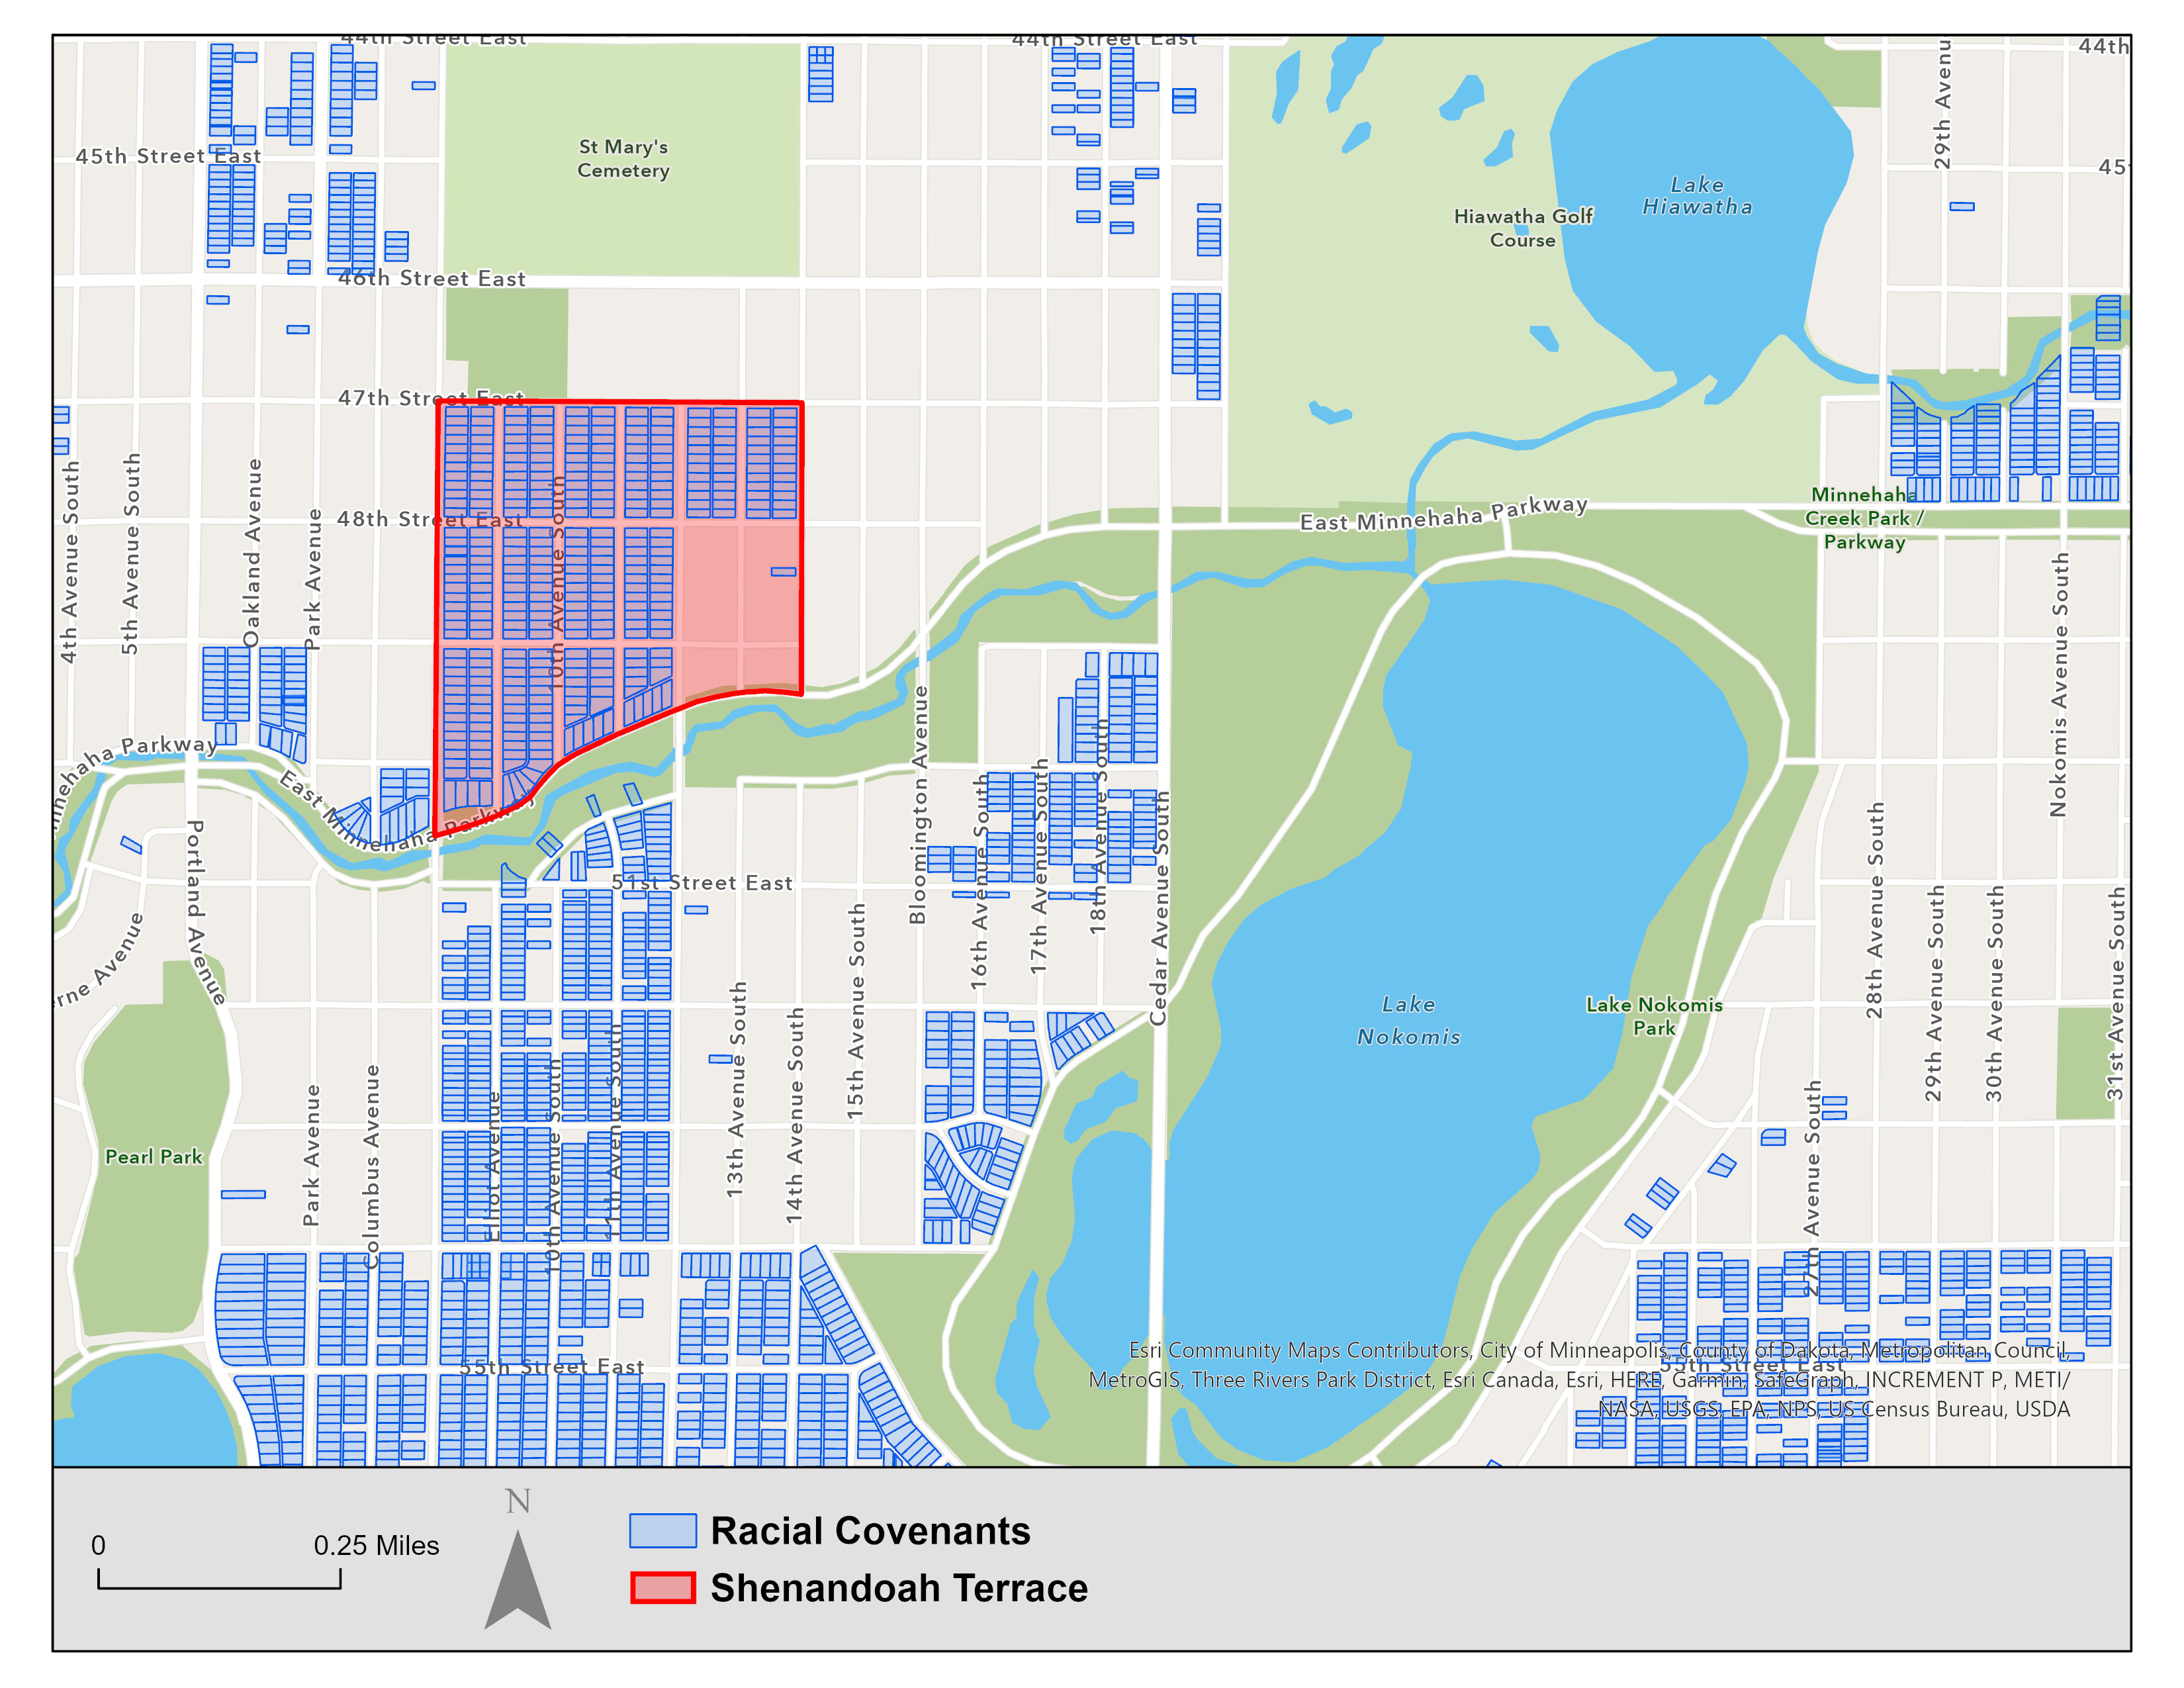 44th Street East
44th Street East
44th
45th Street East
St Mary's
Cemetery
29th Avenu
45
Lake
Hiawatha
Hiawatha Golf
Course
46th Street East
47th Street East
48th Street East
East Minnehaha Parkway
Minnehaha
Creek Park /
Parkway
4th Avenue South
5th Avenue South
Oakland Avenue
Park Avenue
10th Avenue South
Nokomis Avenue South
nnehaha Parkway
East Minnehaha Parkway
Portland Avenue
51st Street East
Bloomington Avenue
16th Avenue South
17th Avenue South
18th Avenue South
Cedar Avenue South
28th Avenue South
29th Avenue South
30th Avenue South
31st Avenue South
erne Avenue
15th Avenue South
13th Avenue South
14th Avenue South
Lake
Nokomis
Lake Nokomis
Park
Pearl Park
Park Avenue
Columbus Avenue
Elliot Avenue
10th Avenue South
11th Avenue South
27th Avenue South
55th Street East
55th Street East
Esri Community Maps Contributors, City of Minneapolis, County of Dakota, Metropolitan Council,
MetroGIS, Three Rivers Park District, Esri Canada, Esri, HERE, Garmin, SafeGraph, INCREMENT P, METI/
NASA, USGS, EPA, NPS, US Census Bureau, USDA
0
0.25 Miles
N
Racial Covenants
Shenandoah Terrace